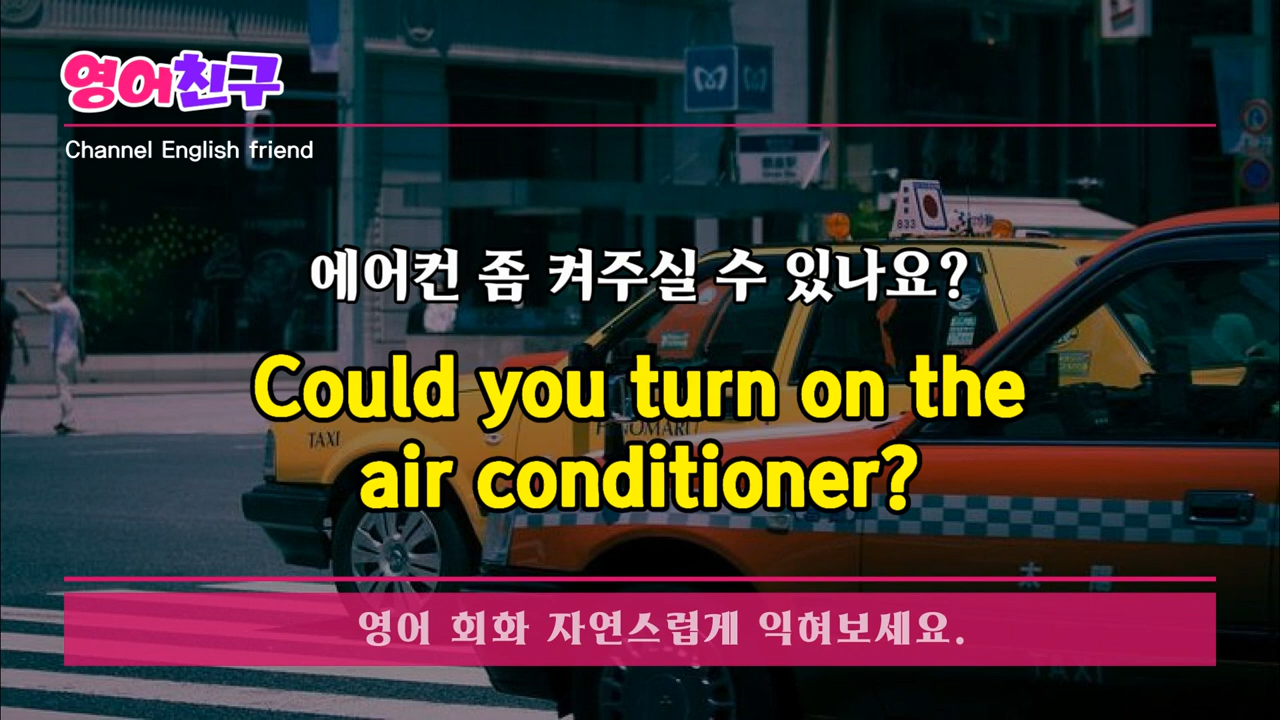 영어친구
Channel English friend
에어컨 좀 켜주실 수 있나요?
Could you turn on the
air conditioner?
TAXI
833
영어 회화 자연스럽게 익혀보세요.
TAXI